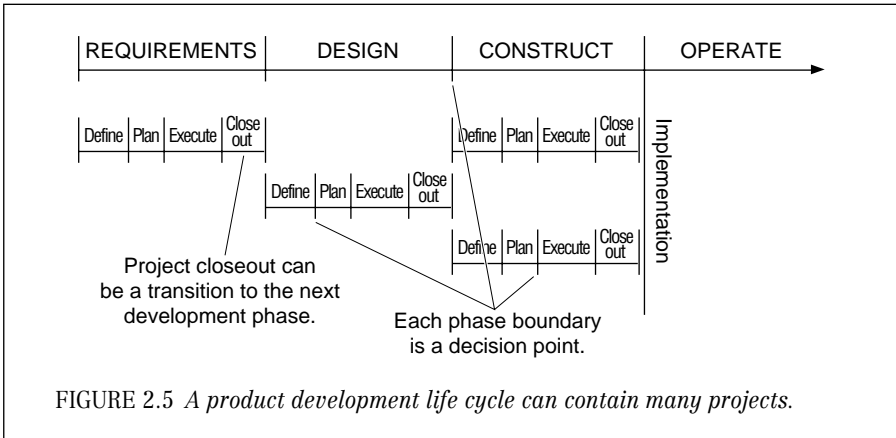 REQUIREMENTS DESIGN CONSTRUCT OPERATE
Define Plan Execute Close out
Define Plan Execute Close out
Implementation
Define Plan Execute Close out
Define Plan Execute Close out
Project closeout can
be a transition to the next
development phase.
Each phase boundary
is a decision point.
FIGURE 2.5 A product development life cycle can contain many projects.